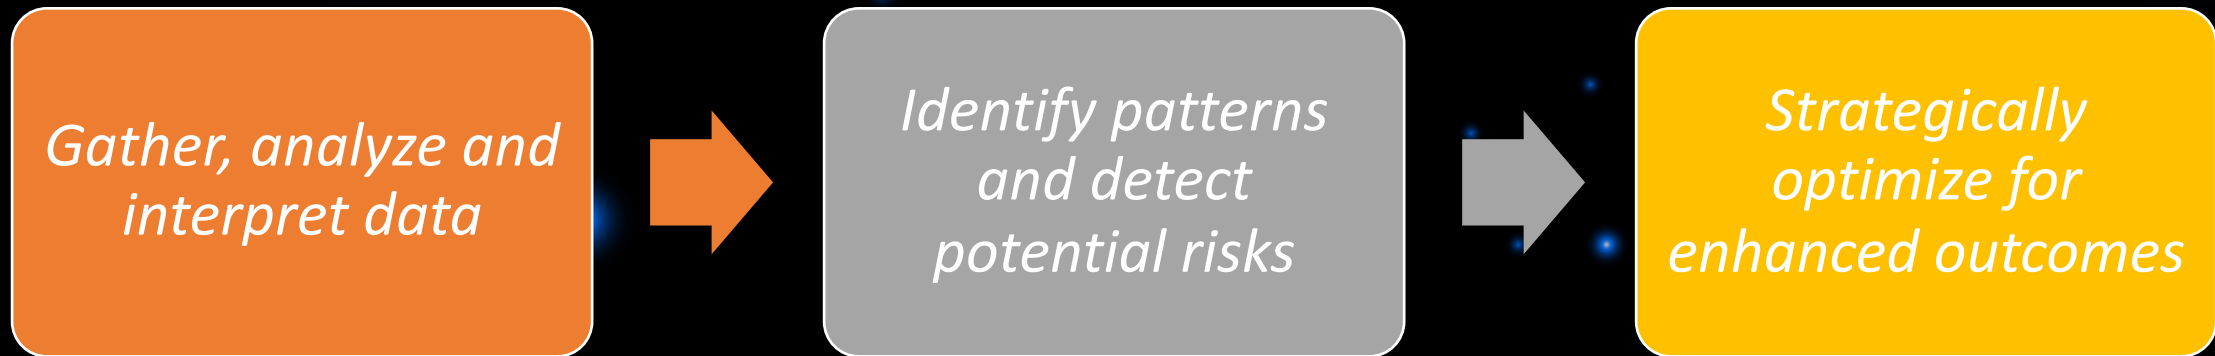 Gather, analyze and
interpret data
Identify patterns
and detect
potential risks
Strategically
optimize for
enhanced outcomes